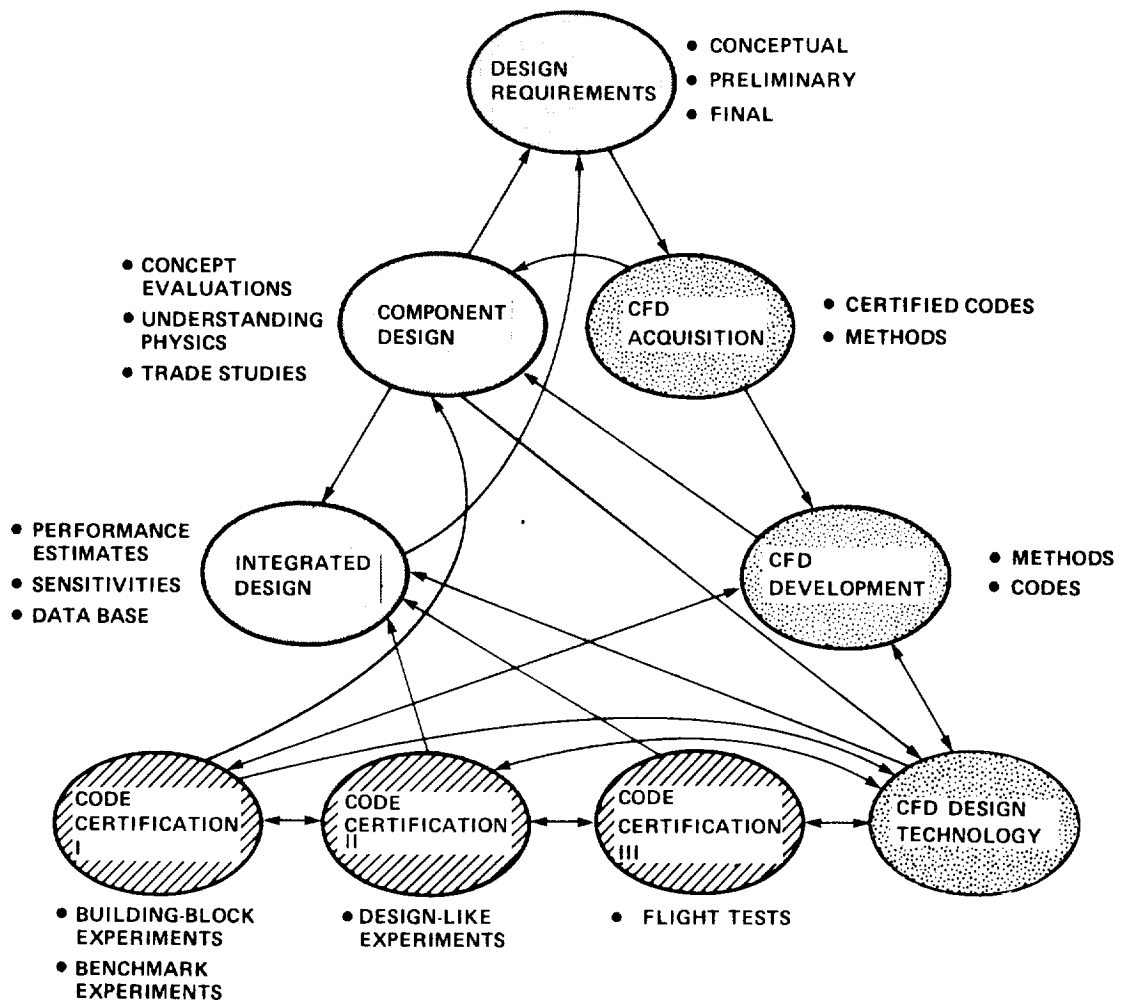 DESIGN
REQUIREMENTS
• CONCEPTUAL
• PRELIMINARY
• FINAL
• CONCEPT
EVALUATIONS
• UNDERSTANDING
PHYSICS
• TRADE STUDIES
COMPONENT
DESIGN
CFD
ACQUISITION
• CERTIFIED CODES
• METHODS
• PERFORMANCE
ESTIMATES
• SENSITIVITIES
• DATA BASE
INTEGRATED
DESIGN
CFD
DEVELOPMENT
• METHODS
• CODES
CODE
CERTIFICATION
I
CODE
CERTIFICATION
II
CODE
CERTIFICATION
III
CFD DESIGN
TECHNOLOGY
• BUILDING-BLOCK
EXPERIMENTS
• BENCHMARK
EXPERIMENTS
• DESIGN-LIKE
EXPERIMENTS
• FLIGHT TESTS